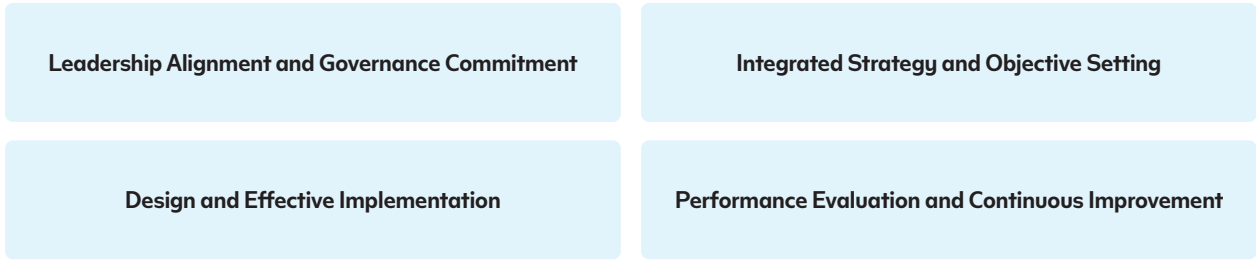 Leadership Alignment and Governance Commitment
Integrated Strategy and Objective Setting
Design and Effective Implementation
Performance Evaluation and Continuous Improvement